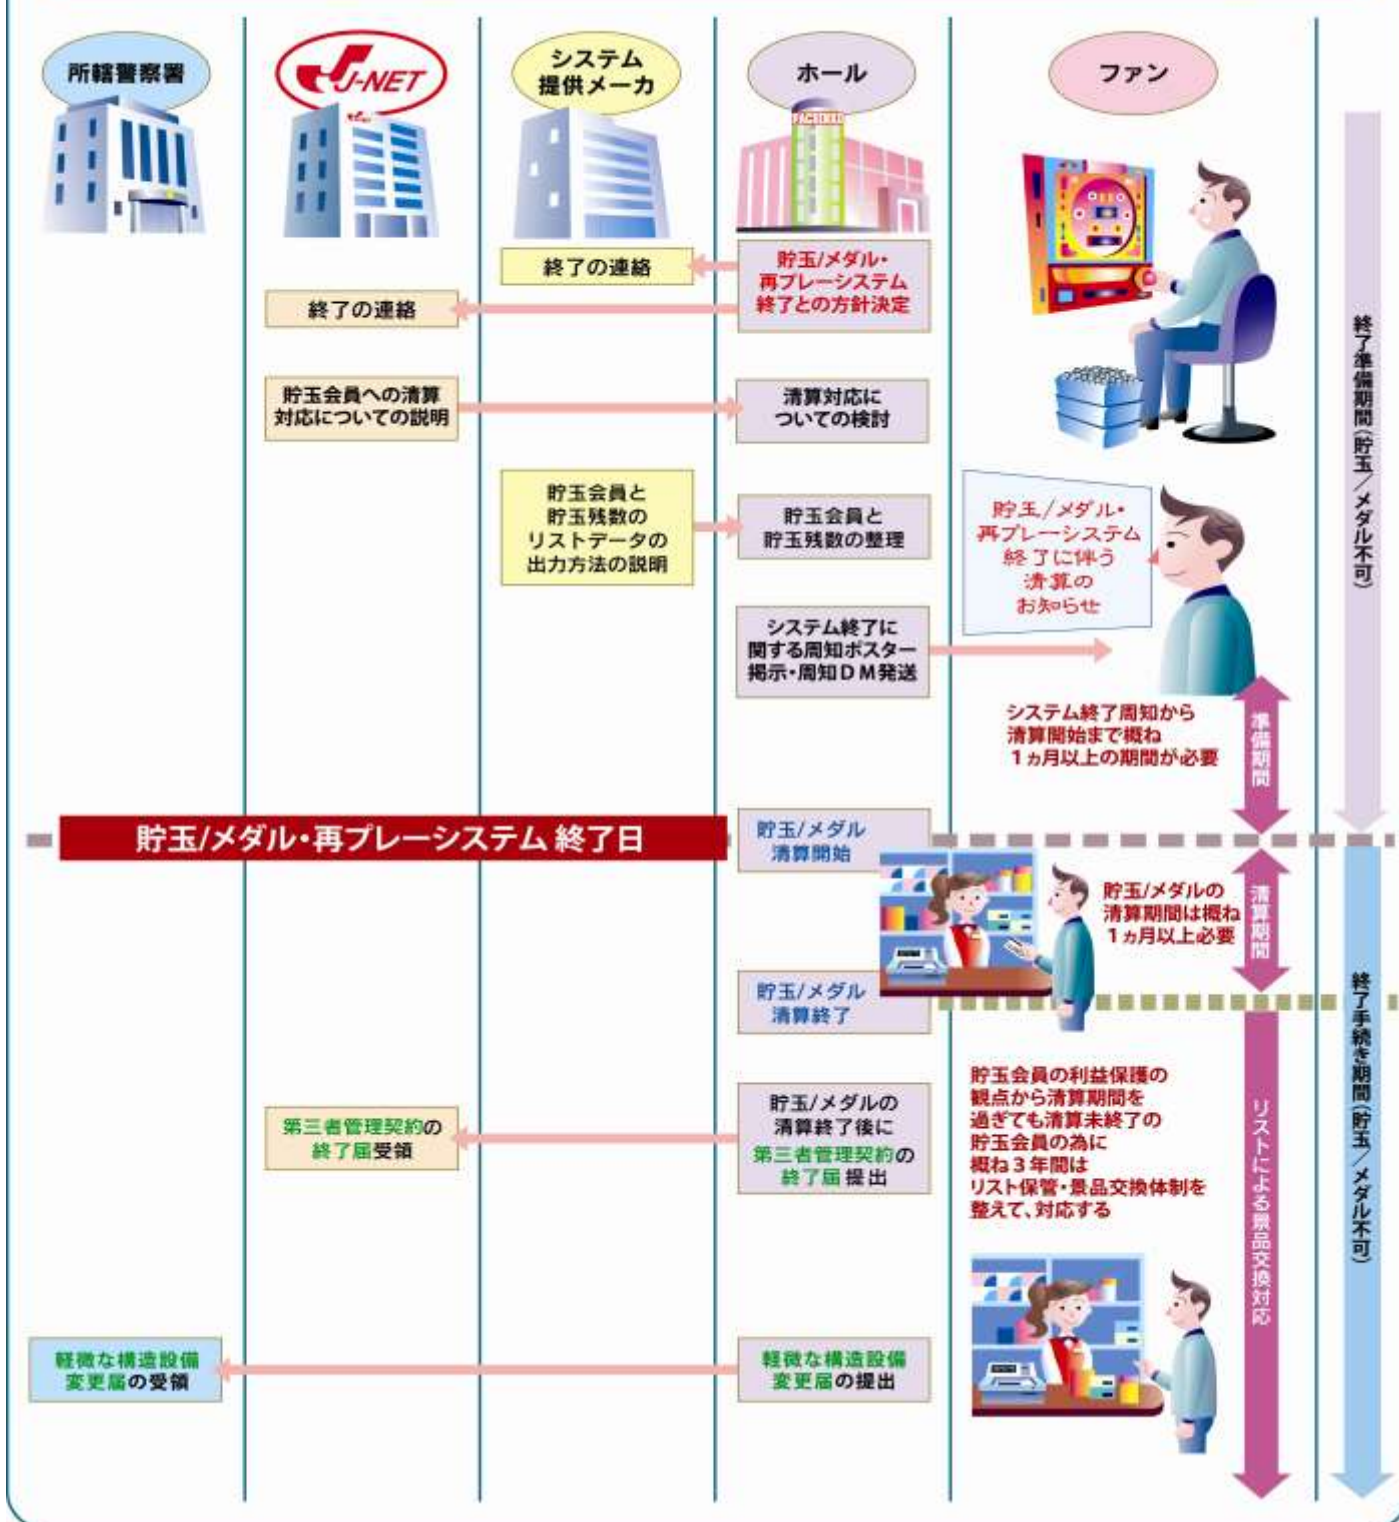 所轄警察署
J-NET
システム
提供メーカ
ホール
ファン
PACHINKO
終了の連絡
貯玉/メダル・
再プレーシステム
終了との方針決定
終了の連絡
貯玉会員への清算
対応についての説明
清算対応に
ついての検討
貯玉会員と
貯玉残数の
リストデータの
出力方法の説明
貯玉会員と
貯玉残数の整理
貯玉/メダル・
再プレーシステム
終了に伴う
清算の
お知らせ
システム終了に
関する周知ポスター
掲示・周知DM発送
システム終了周知から
清算開始まで概ね
1ヵ月以上の期間が必要
準備期間
終了準備期間(貯玉/メダル不可)
貯玉/メダル・再プレーシステム 終了日
貯玉/メダル
清算開始
貯玉/メダルの
清算期間は概ね
1ヵ月以上必要
清算期間
貯玉/メダル
清算終了
第三者管理契約の
終了届受領
貯玉/メダルの
清算終了後に
第三者管理契約の
終了届 提出
貯玉会員の利益保護の
観点から清算期間を
過ぎても清算未終了の
貯玉会員の為に
概ね3年間は
リスト保管・景品交換体制を
整えて、対応する
リストによる景品交換対応
終了手続き期間(貯玉/メダル不可)
軽微な構造設備
変更届の受領
軽微な構造設備
変更届の提出